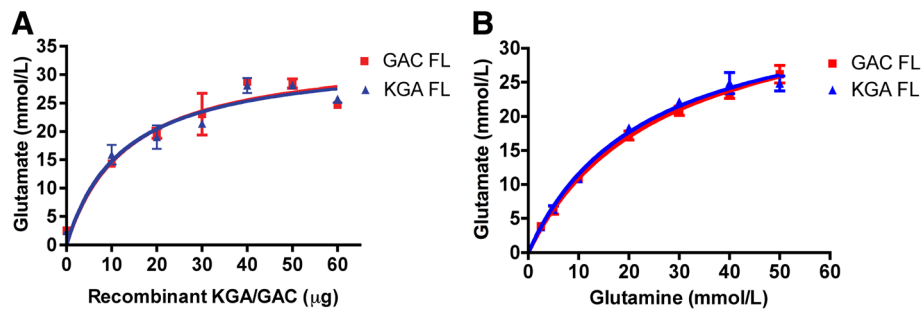 A
Glutamate (mmol/L)
35
30
25
20
15
10
5
0
0 10 20 30 40 50 60
Recombinant KGA/GAC (μg)
GAC FL
KGA FL
B
Glutamate (mmol/L)
30
25
20
15
10
5
0
0 10 20 30 40 50 60
Glutamine (mmol/L)
GAC FL
KGA FL